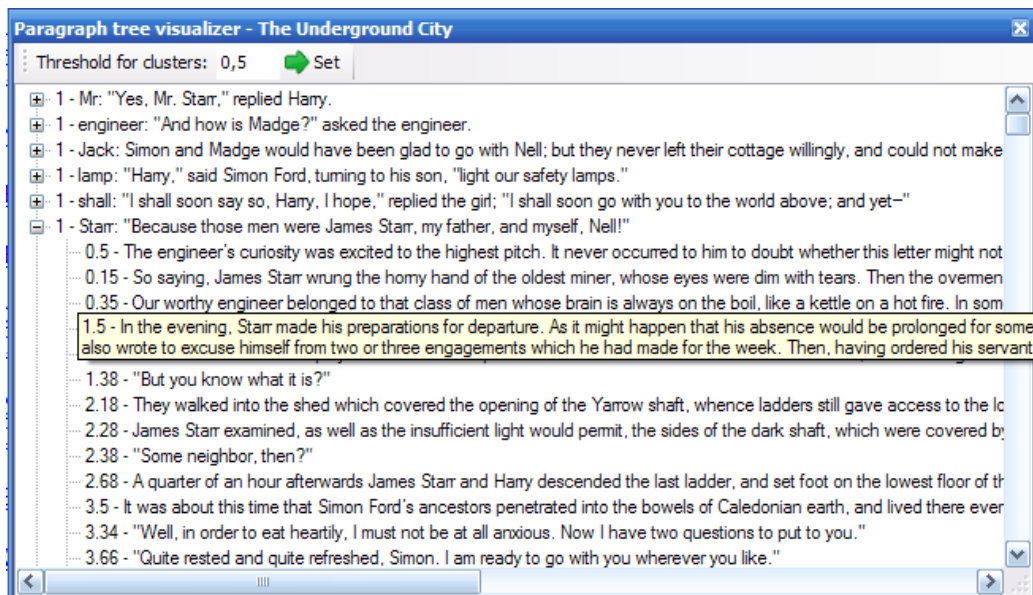 Paragraph tree visualizer - The Underground City
Threshold for clusters: 0,5 Set
1 - Mr: "Yes, Mr. Starr," replied Harry.
1 - engineer: "And how is Madge?" asked the engineer.
1 - Jack: Simon and Madge would have been glad to go with Nell; but they never left their cottage willingly, and could not make
1 - lamp: "Harry," said Simon Ford, turning to his son, "light our safety lamps."
1 - shall: "I shall soon say so, Harry, I hope," replied the girl; "I shall soon go with you to the world above; and yet—"
1 - Starr: "Because those men were James Starr, my father, and myself, Nell!"
0.5 - The engineer's curiosity was excited to the highest pitch. It never occurred to him to doubt whether this letter might not
0.15 - So saying, James Starr wrung the horny hand of the oldest miner, whose eyes were dim with tears. Then the overmen
0.35 - Our worthy engineer belonged to that class of men whose brain is always on the boil, like a kettle on a hot fire. In som
1.5 - In the evening, Starr made his preparations for departure. As it might happen that his absence would be prolonged for some
also wrote to excuse himself from two or three engagements which he had made for the week. Then, having ordered his servant
1.38 - "But you know what it is?"
2.18 - They walked into the shed which covered the opening of the Yarrow shaft, whence ladders still gave access to the lo
2.28 - James Starr examined, as well as the insufficient light would permit, the sides of the dark shaft, which were covered by
2.38 - "Some neighbor, then?"
2.68 - A quarter of an hour afterwards James Starr and Harry descended the last ladder, and set foot on the lowest floor of th
3.5 - It was about this time that Simon Ford's ancestors penetrated into the bowels of Caledonian earth, and lived there ever
3.34 - "Well, in order to eat heartily, I must not be at all anxious. Now I have two questions to put to you."
3.66 - "Quite rested and quite refreshed, Simon. I am ready to go with you wherever you like."